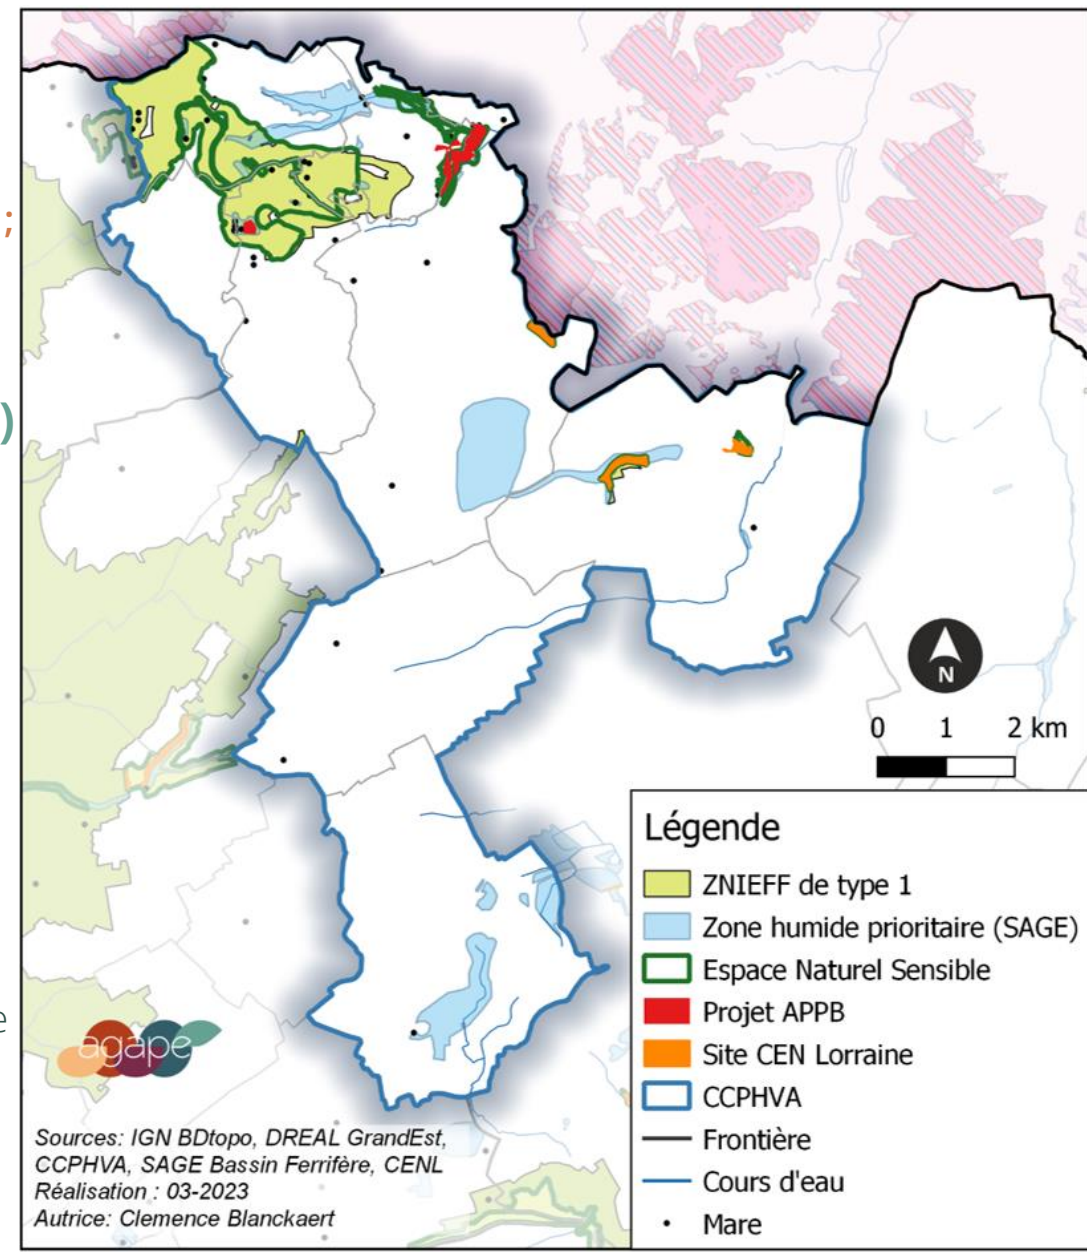 ;
)
e
N
0 1 2 km
Légende
ZNIEFF de type 1
Zone humide prioritaire (SAGE)
Espace Naturel Sensible
Projet APPB
Site CEN Lorraine
CCPHVA
Frontière
Cours d'eau
Mare
agape
Sources: IGN BDtopo, DREAL GrandEst,
CCPHVA, SAGE Bassin Ferrifère, CENL
Réalisation : 03-2023
Autrice: Clemence Blanckaert